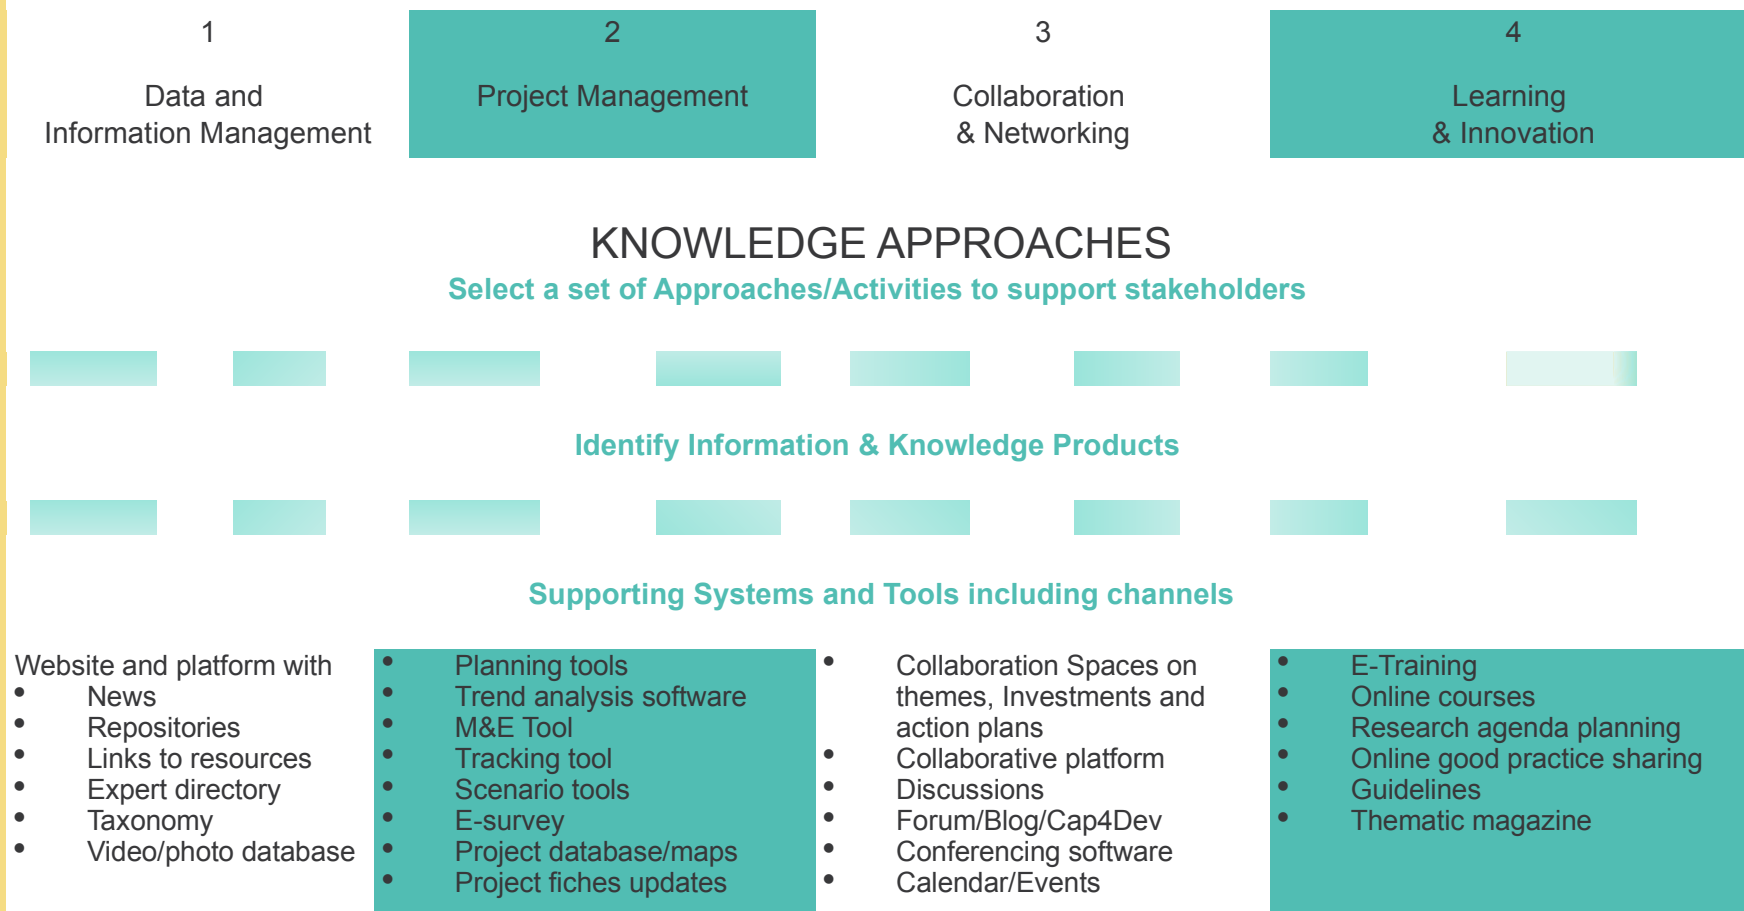 1
Data and
Information Management
2
Project Management
3
Collaboration
& Networking
4
Learning
& Innovation
KNOWLEDGE APPROACHES
Select a set of Approaches/Activities to support stakeholders
Identify Information & Knowledge Products
Supporting Systems and Tools including channels
Website and platform with
• News
• Repositories
• Links to resources
• Expert directory
• Taxonomy
• Video/photo database
• Planning tools
• Trend analysis software
• M&E Tool
• Tracking tool
• Scenario tools
• E-survey
• Project database/maps
• Project fiches updates
• Collaboration Spaces on
themes, Investments and
action plans
• Collaborative platform
• Discussions
• Forum/Blog/Cap4Dev
• Conferencing software
• Calendar/Events
• E-Training
• Online courses
• Research agenda planning
• Online good practice sharing
• Guidelines
• Thematic magazine